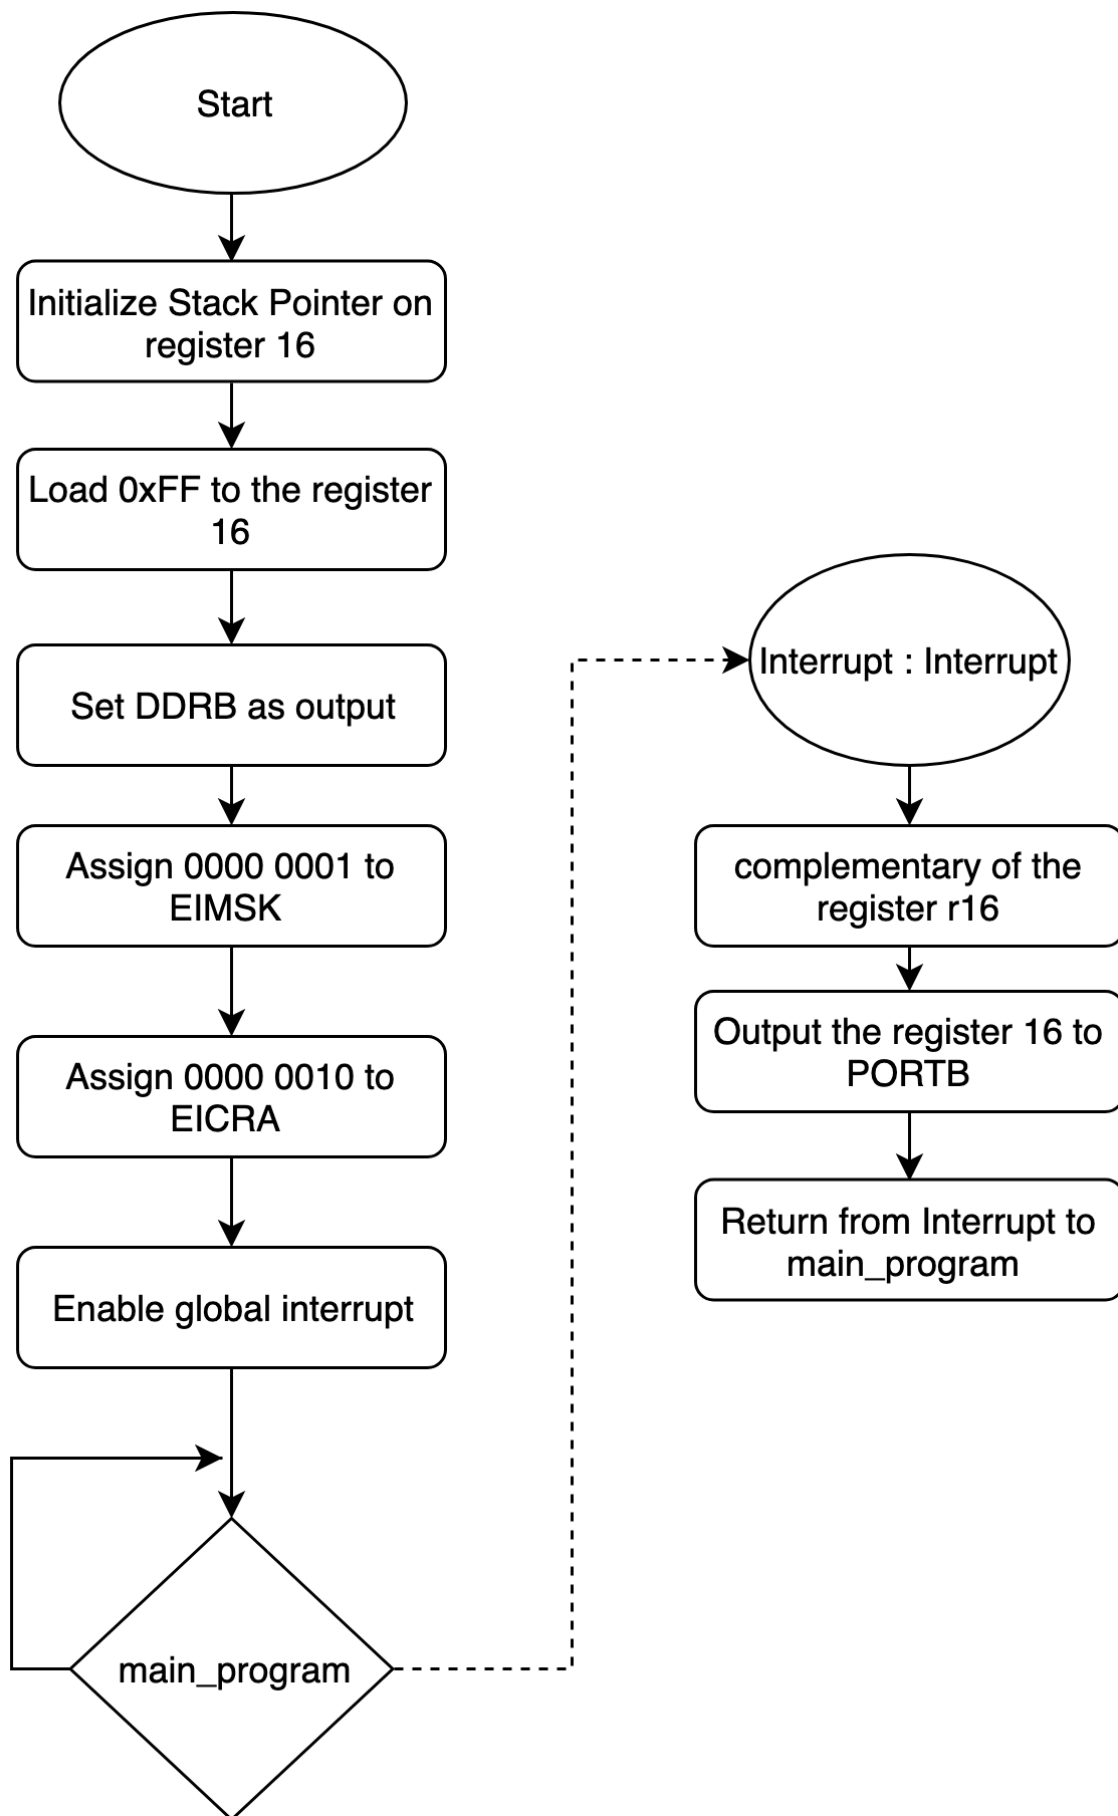 Start
Initialize Stack Pointer on
register 16
Load 0xFF to the register
16
Set DDRB as output
Assign 0000 0001 to
EIMSK
Assign 0000 0010 to
EICRA
Enable global interrupt
main_program
Interrupt : Interrupt
complementary of the
register r16
Output the register 16 to
PORTB
Return from Interrupt to
main_program